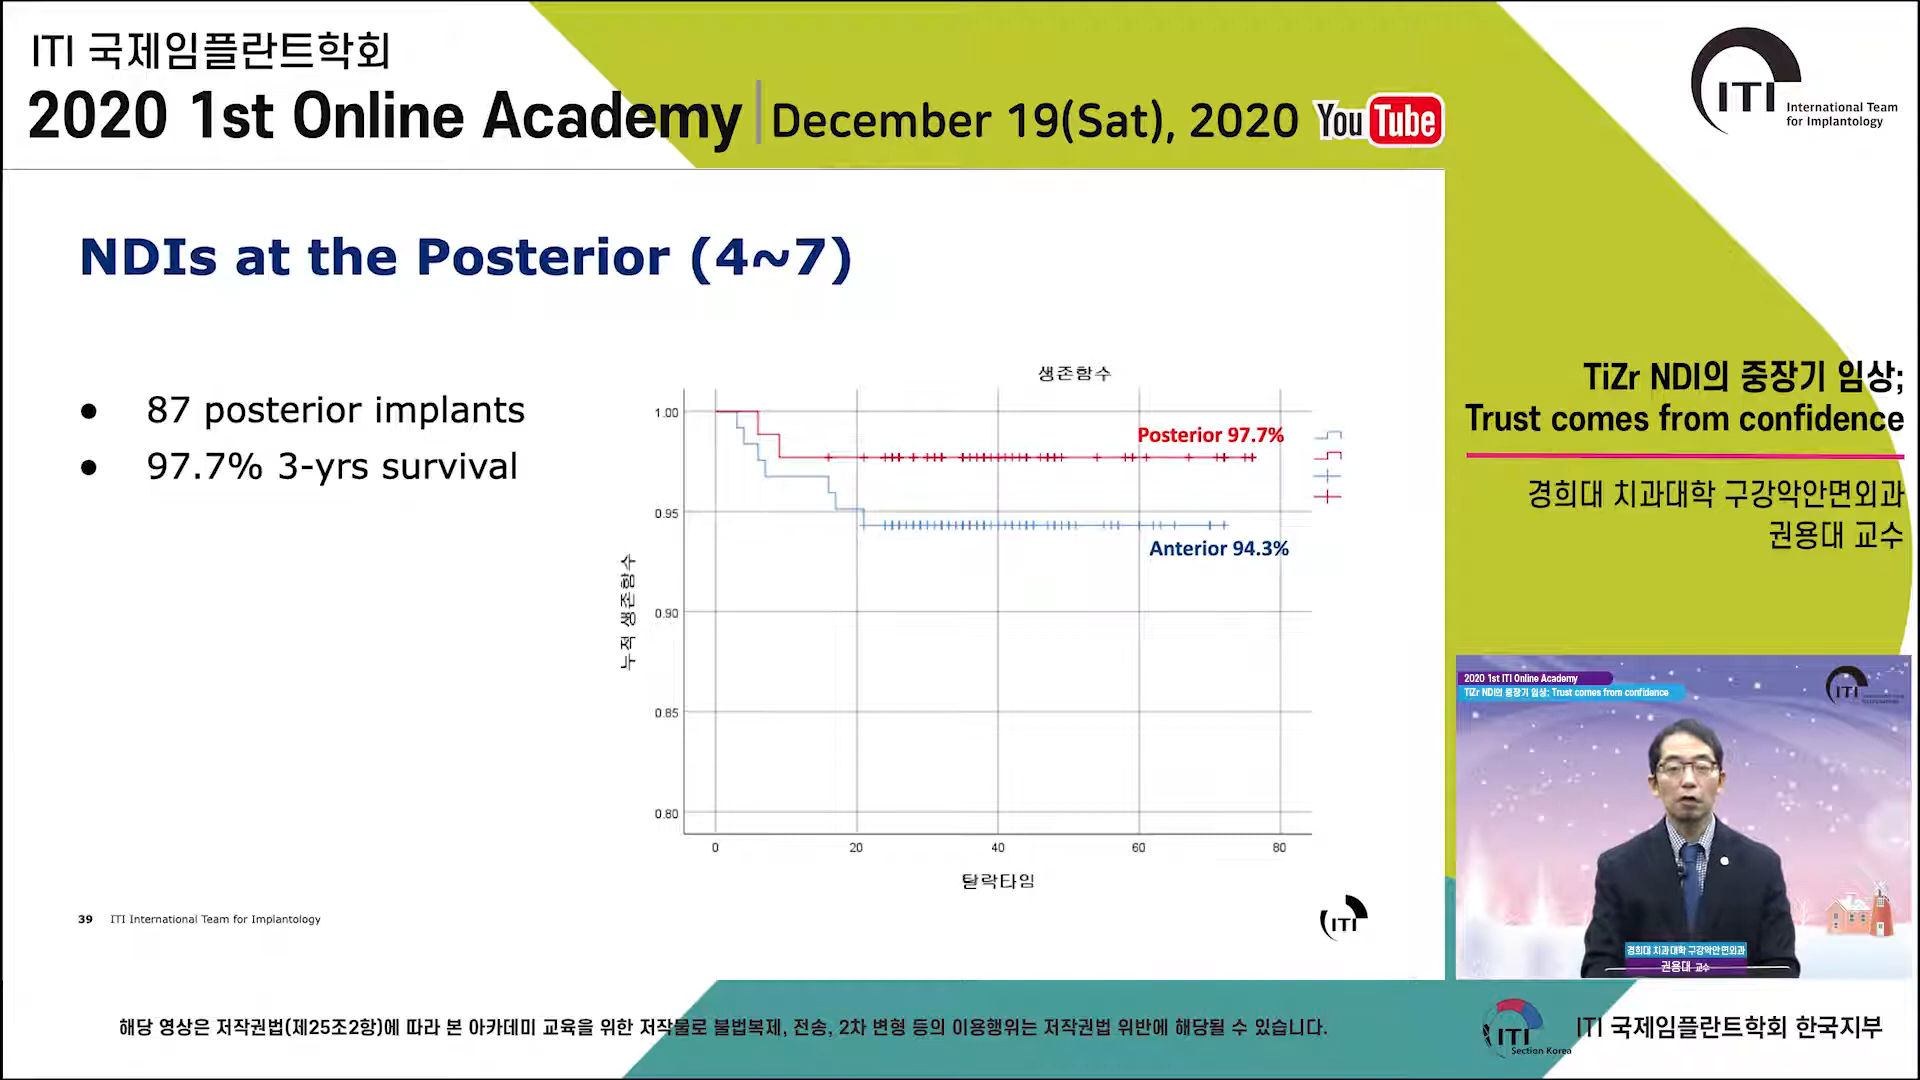 ITI 국제임플란트학회
2020 1st Online Academy
December 19(Sat), 2020
You Tube
ITI
International Team
for Implantology
NDIs at the Posterior (4~7)
● 87 posterior implants
● 97.7% 3-yrs survival
생존함수
1.00
0.95
0.90
0.85
0.80
누적 생존함수
Posterior 97.7%
Anterior 94.3%
0 20 40 60 80
탈락타임
39 ITI International Team for Implantology
ITI
TiZr NDI의 중장기 임상;
Trust comes from confidence
경희대 치과대학 구강악안면외과
권용대 교수
2020 1st ITI Online Academy
TiZr NDI의 중장기 임상; Trust comes from confidence
ITI
경희대 치과대학 구강악안면외과
권용대 교수
해당 영상은 저작권법(제25조2항)에 따라 본 아카데미 교육을 위한 저작물로 불법복제, 전송, 2차 변형 등의 이용행위는 저작권법 위반에 해당될 수 있습니다.
ITI
Section Korea
ITI 국제임플란트학회 한국지부